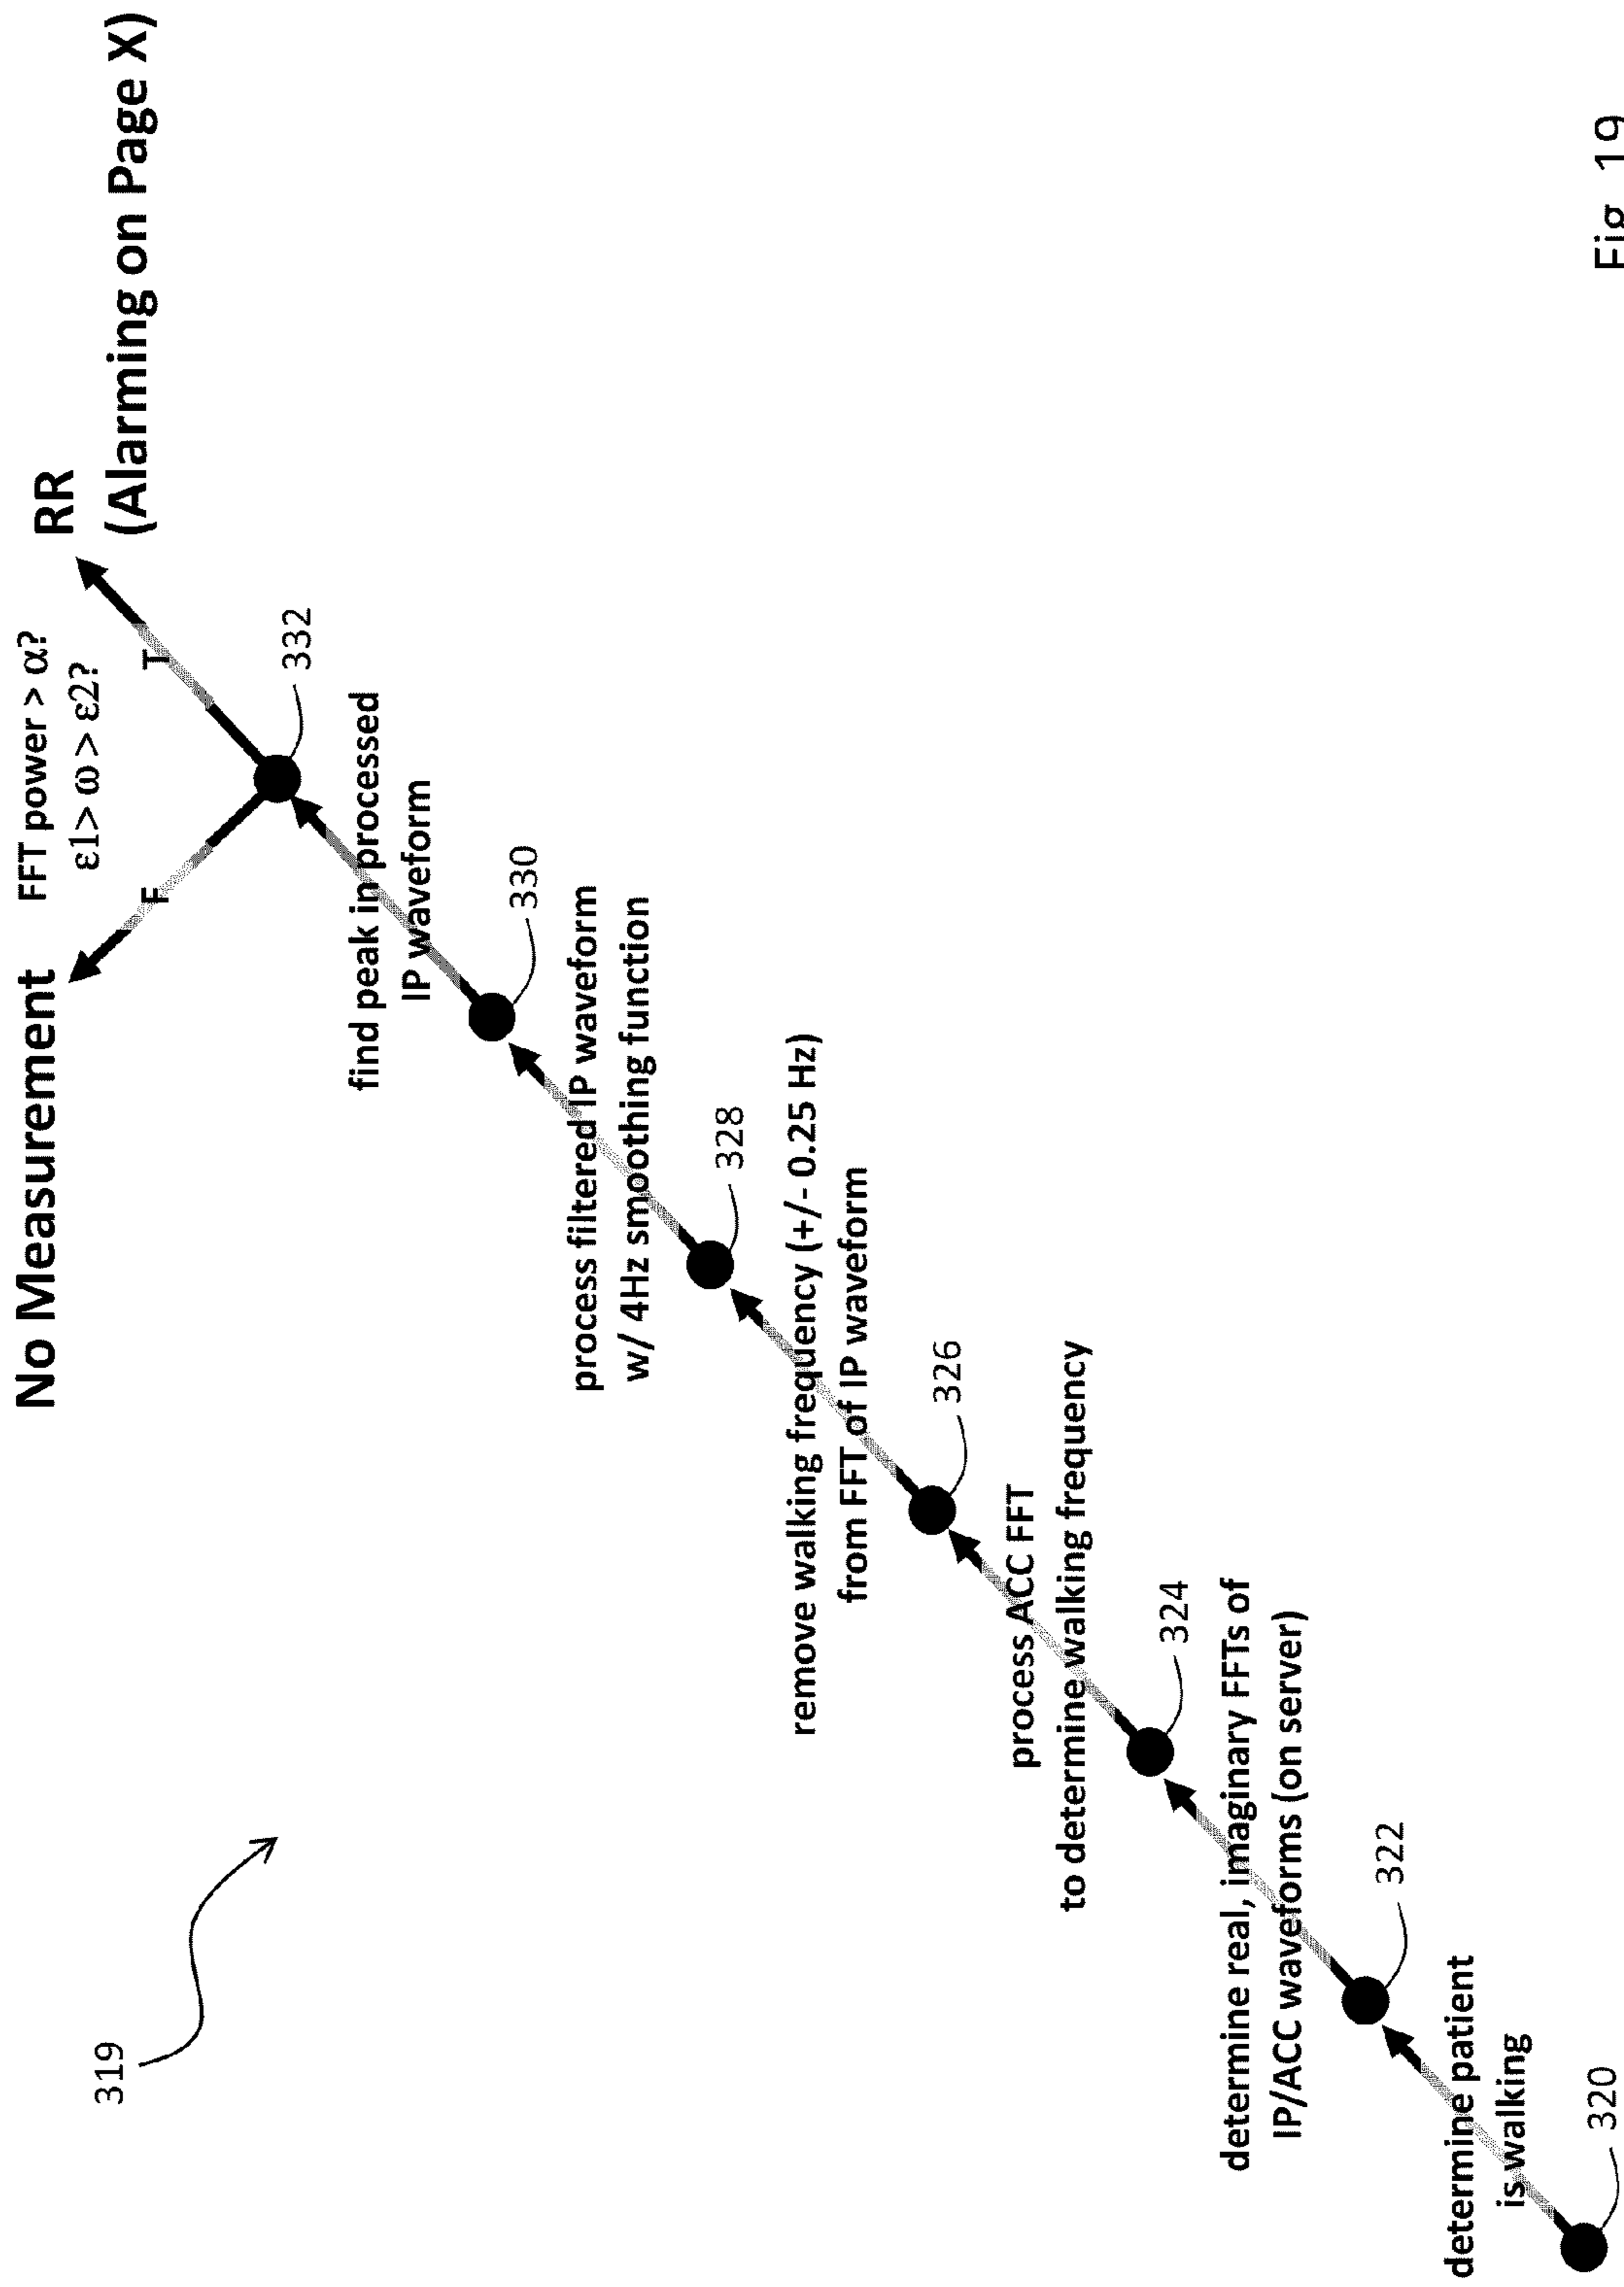 No Measurement
FFT power > α?
ε1> ω > ε2?
RR
(Alarming on Page X)
F
T
332
find peak in processed
IP waveform
330
process filtered IP waveform
w/ 4Hz smoothing function
328
remove walking frequency (+/- 0.25 Hz)
from FFT of IP waveform
326
process ACC FFT
to determine walking frequency
324
determine real, imaginary FFTs of
IP/ACC waveforms (on server)
322
determine patient
is walking
320
319
Fig. 19